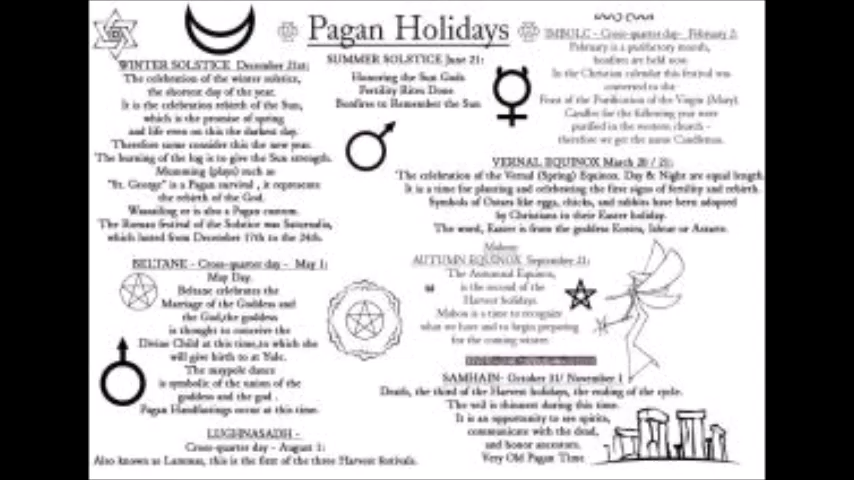 Pagan Holidays
WINTER SOLSTICE December 21st:
The celebration of the winter solstice,
the shortest day of the year.
It is the celebration rebirth of the Sun,
which is the promise of spring
and life even on this the darkest day.
Therefore some consider this the new year.
The burning of the log is to give the Sun strength.
Mumming (plays) such as
"St. George" is a Pagan survival , it represents
the rebirth of the God.
Wassailing or is also a Pagan custom.
The Roman festival of the Solstice was Saturnalia,
which lasted from December 17th to the 24th.
SUMMER SOLSTICE June 21:
Honoring the Sun Gods
Fertility Rites Done
Bonfires to Remember the Sun
IMBOLC - Cross-quarter day- February 2:
February is a purificatory month,
bonfires are held now.
In the Christian calendar this festival was
converted to the
Feast of the Purification of the Virgin (Mary).
Candles for the following year were
purified in the western church -
therefore we get the name Candlemas.
VERNAL EQUINOX March 20 / 21:
The celebration of the Vernal (Spring) Equinox. Day & Night are equal length.
It is a time for planting and celebrating the first signs of fertility and rebirth.
Symbols of Ostara like eggs, chicks, and rabbits have been adopted
by Christians in their Easter holiday.
The word, Easter is from the goddess Ishtar or Astarte.
BELTANE - Cross-quarter day - May 1:
May Day.
Beltane celebrates the
Marriage of the Goddess and
the God,the goddess
is thought to conceive the
Divine Child at this time,to which she
will give birth to at Yule.
The maypole dance
is symbolic of the union of the
goddess and the god .
Pagan Handfastings occur at this time.
Mabon:
AUTUMN EQUINOX September 21:
The Autumnal Equinox,
is the second of the
Harvest holidays.
Mabon is a time to recognize
what we have and to begin preparing
for the coming winter.
SAMHAIN- October 31/ November 1
Death, the third of the Harvest holidays, the ending of the cycle.
The veil is thinnest during this time.
It is an opportunity to see spirits,
communicate with the dead,
and honor ancestors.
Very Old Pagan Time
LUGHNASADH -
Cross-quarter day - August 1:
Also known as Lammas, this is the first of the three Harvest festivals.